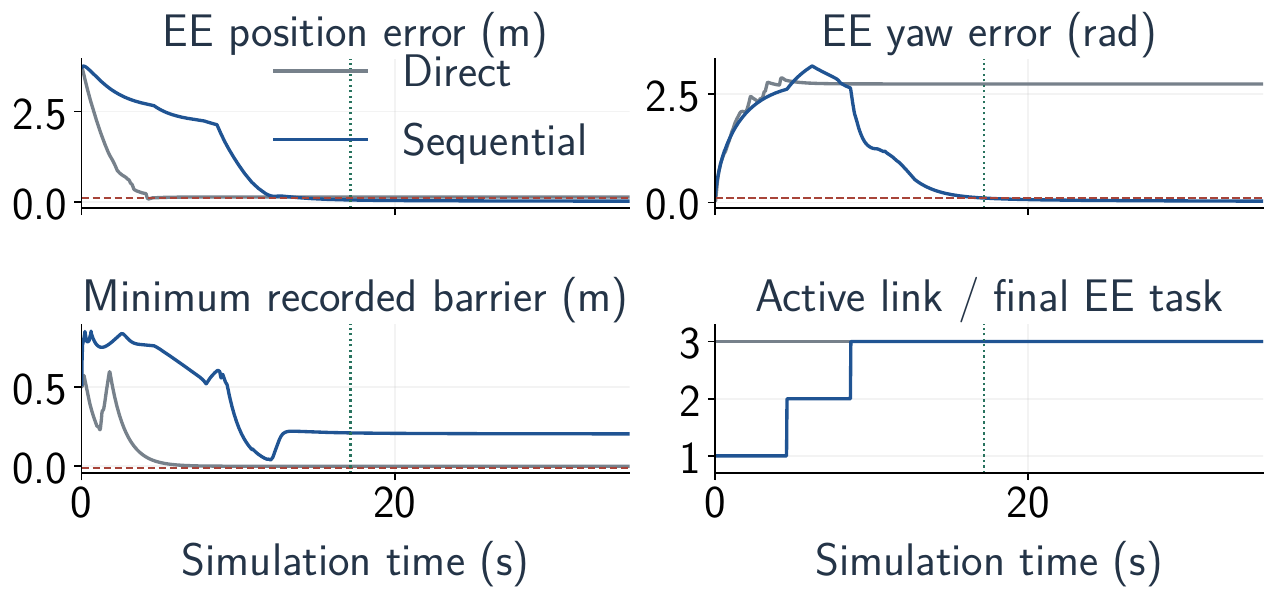 EE position error (m)
2.5
0.0
Direct
Sequential
EE yaw error (rad)
2.5
0.0
Minimum recorded barrier (m)
0.5
0.0
0
20
Simulation time (s)
Active link / final EE task
3
2
1
0
20
Simulation time (s)